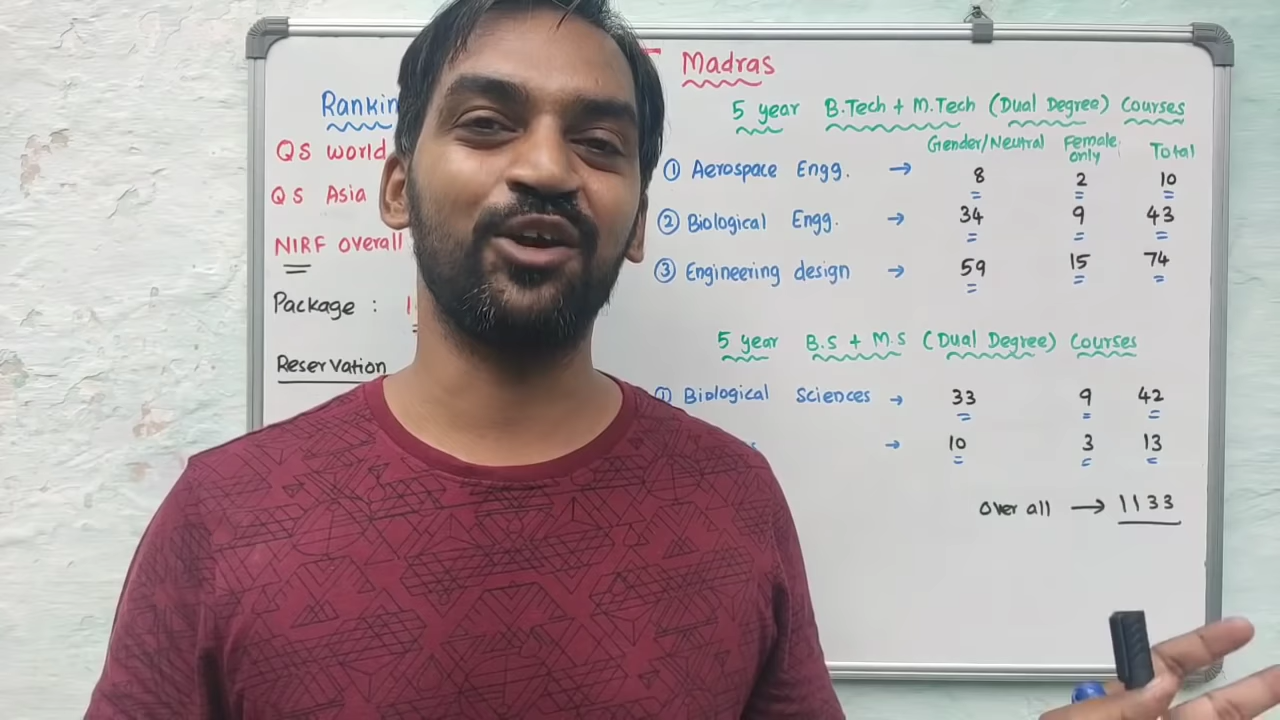 Madras
Rankin
QS world
QS Asia
NIRF overall
Package :
Reservation
5 year B.Tech + M.Tech (Dual Degree) Courses
Gender/Neutral Female only Total
① Aerospace Engg. → 8 2 10
② Biological Engg. → 34 9 43
③ Engineering design → 59 15 74
5 year B.S + M.S (Dual Degree) Courses
① Biological Sciences → 33 9 42
→ 10 3 13
Over all → 1133